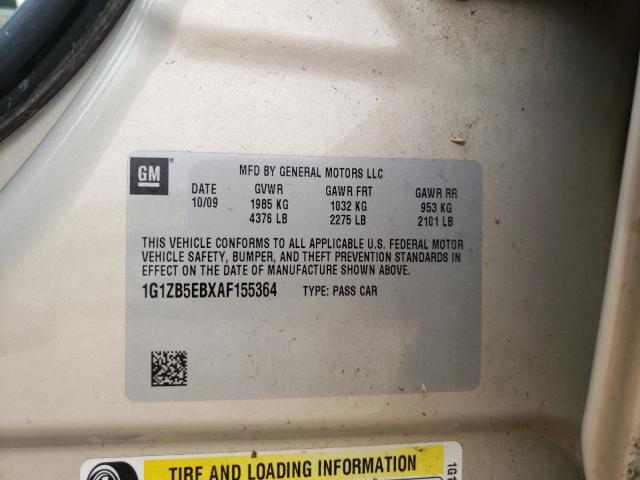 GM
MFD BY GENERAL MOTORS LLC
DATE GVWR GAWR FRT GAWR RR
10/09 1985 KG 1032 KG 953 KG
4376 LB 2275 LB 2101 LB
THIS VEHICLE CONFORMS TO ALL APPLICABLE U.S. FEDERAL MOTOR
VEHICLE SAFETY, BUMPER, AND THEFT PREVENTION STANDARDS IN
EFFECT ON THE DATE OF MANUFACTURE SHOWN ABOVE.
1G1ZB5EBXAF155364 TYPE: PASS CAR
TIRE AND LOADING INFORMATION